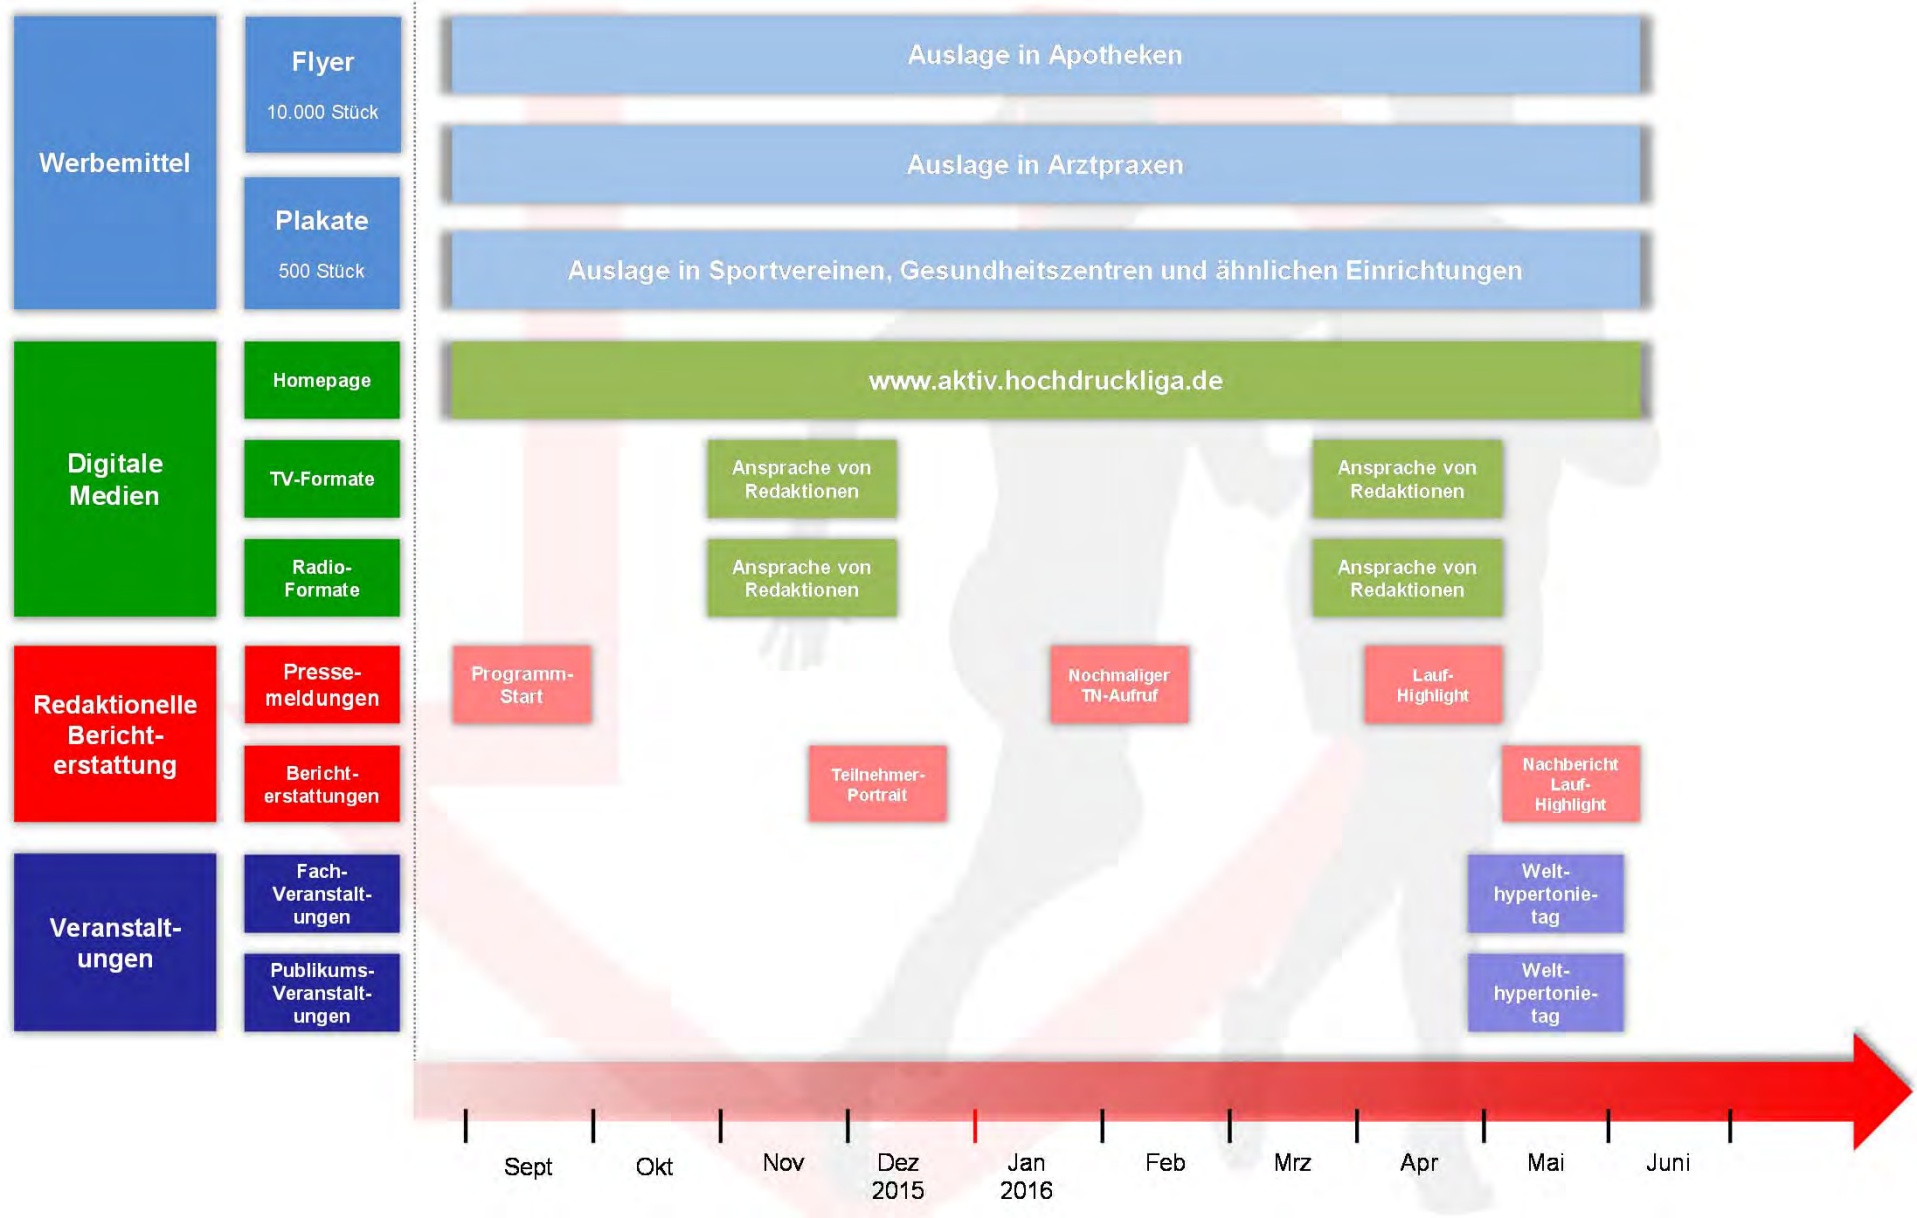 Werbemittel
Flyer
10.000 Stück
Plakate
500 Stück
Auslage in Apotheken
Auslage in Arztpraxen
Auslage in Sportvereinen, Gesundheitszentren und ähnlichen Einrichtungen
Digitale
Medien
Homepage
www.aktiv.hochdruckliga.de
TV-Formate
Ansprache von
Redaktionen
Ansprache von
Redaktionen
Radio-
Formate
Ansprache von
Redaktionen
Ansprache von
Redaktionen
Redaktionelle
Bericht-
erstattung
Presse-
meldungen
Programm-
Start
Nochmaliger
TN-Aufruf
Lauf-
Highlight
Bericht-
erstattungen
Teilnehmer-
Portrait
Nachbericht
Lauf-
Highlight
Veranstalt-
ungen
Fach-
Veranstalt-
ungen
Welt-
hypertonie-
tag
Publikums-
Veranstalt-
ungen
Welt-
hypertonie-
tag
Sept
Okt
Nov
Dez
2015
Jan
2016
Feb
Mrz
Apr
Mai
Juni